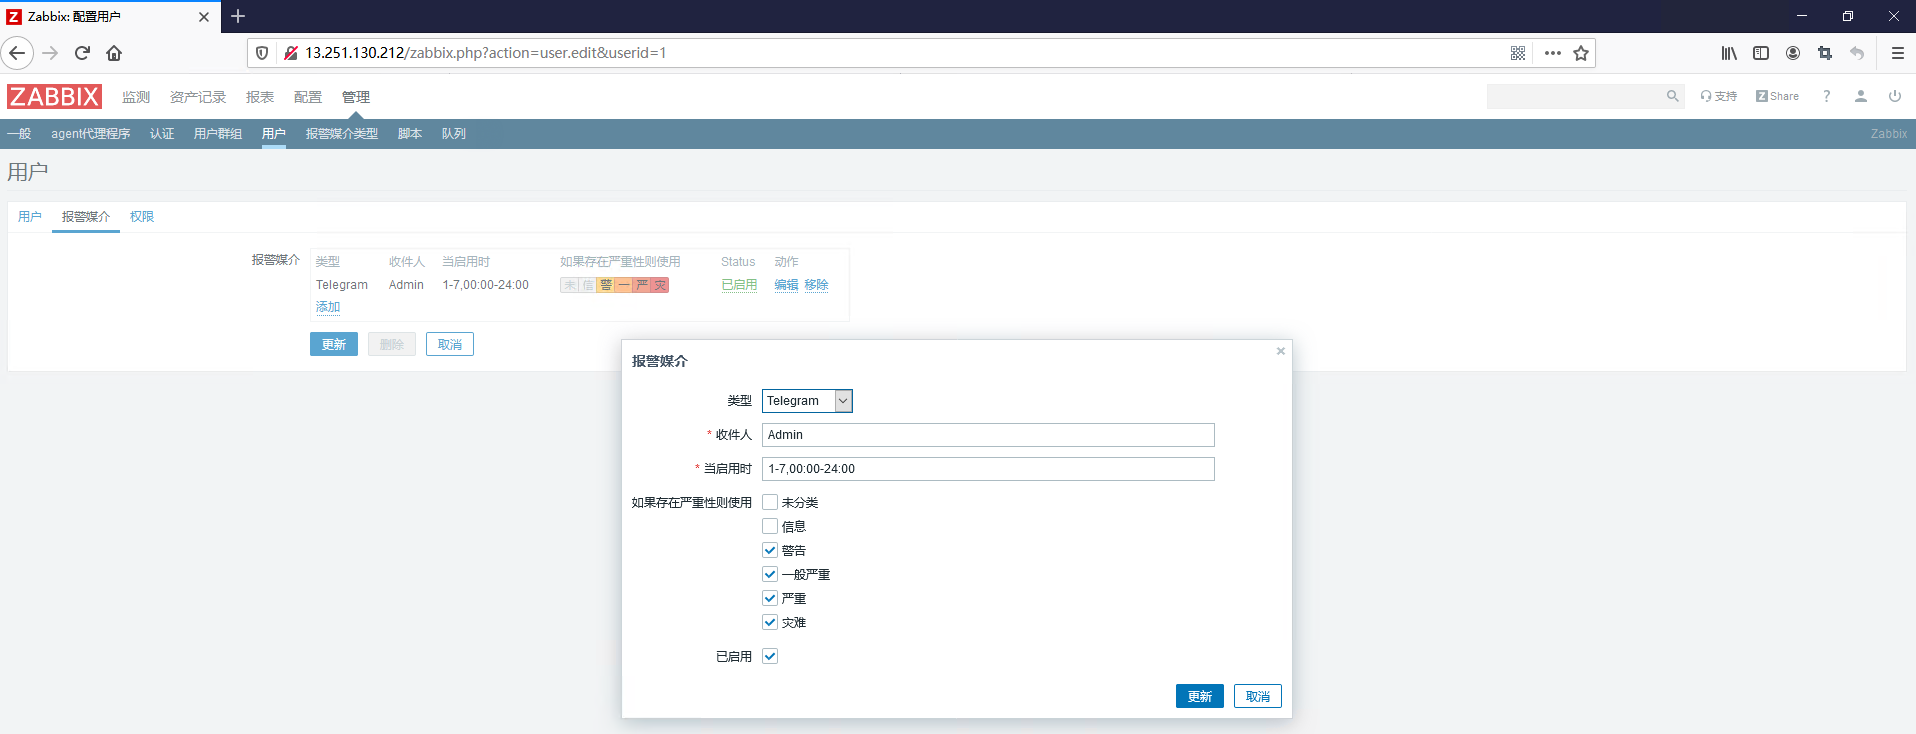 Zabbix: 配置用户
13.251.130.212/zabbix.php?action=user.edit&userid=1
ZABBIX 监测 资产记录 报表 配置 管理 支持 Z Share ?
一般 agent代理程序 认证 用户群组 用户 报警媒介类型 脚本 队列 Zabbix
用户
用户 报警媒介 权限
报警媒介 类型 收件人 当启用时 如果存在严重性则使用 Status 动作
Telegram Admin 1-7,00:00-24:00 未 信 警 一 严 灾 已启用 编辑 移除
添加
更新 删除 取消
报警媒介
类型 Telegram
* 收件人 Admin
* 当启用时 1-7,00:00-24:00
如果存在严重性则使用 未分类
信息
警告
一般严重
严重
灾难
已启用
更新 取消